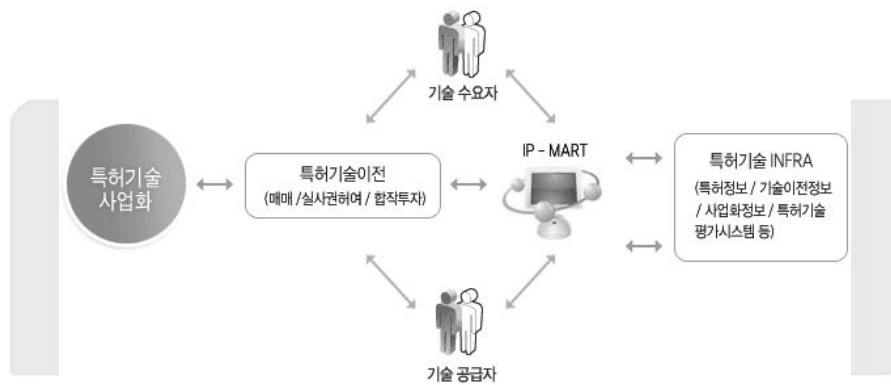 기술 수요자
특허기술
사업화
특허기술이전
(매매 /실사권허여 / 합작투자)
IP - MART
특허기술 INFRA
(특허정보 / 기술이전정보
/ 사업화정보 / 특허기술
평가시스템 등)
기술 공급자